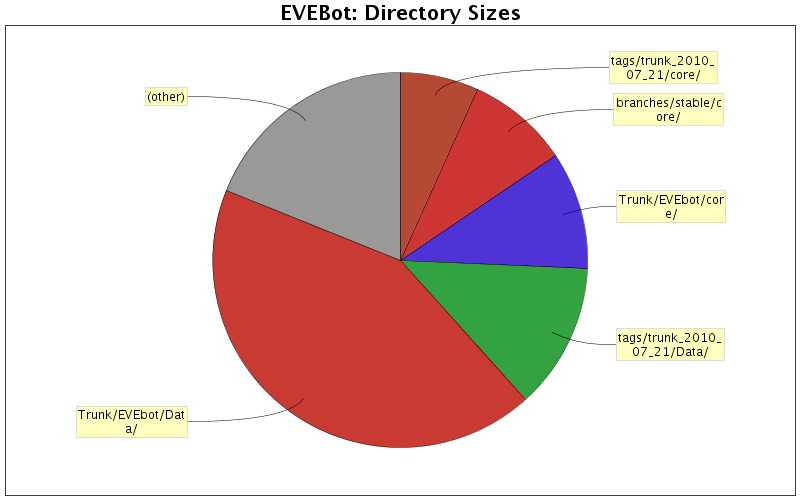 EVEBot: Directory Sizes
tags/trunk_2010_
07_21/core/
(other)
branches/stable/c
ore/
Trunk/EVEbot/cor
e/
tags/trunk_2010_
07_21/Data/
Trunk/EVEbot/Dat
a/